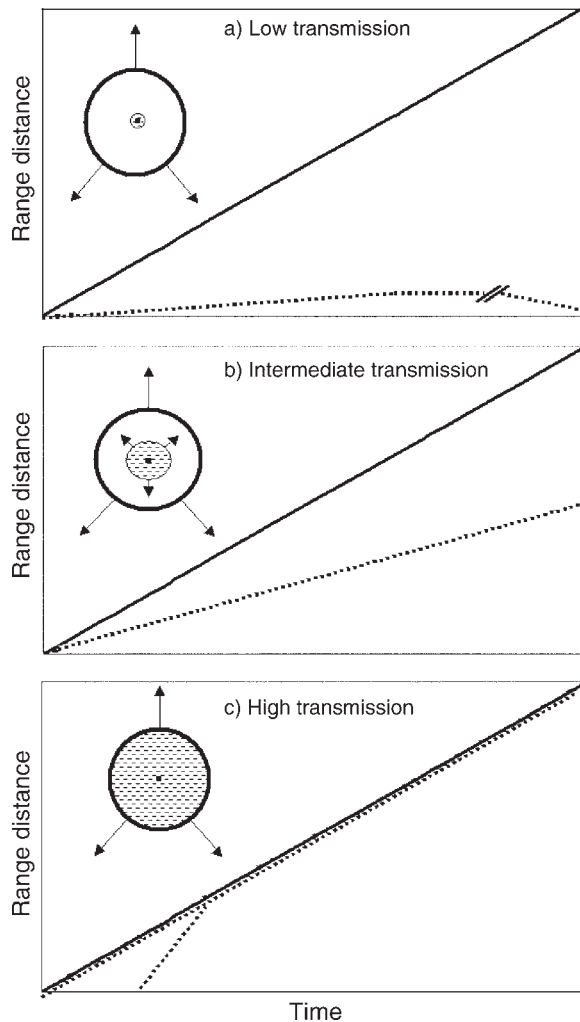 a) Low transmission
Range distance
b) Intermediate transmission
Range distance
c) High transmission
Range distance
Time